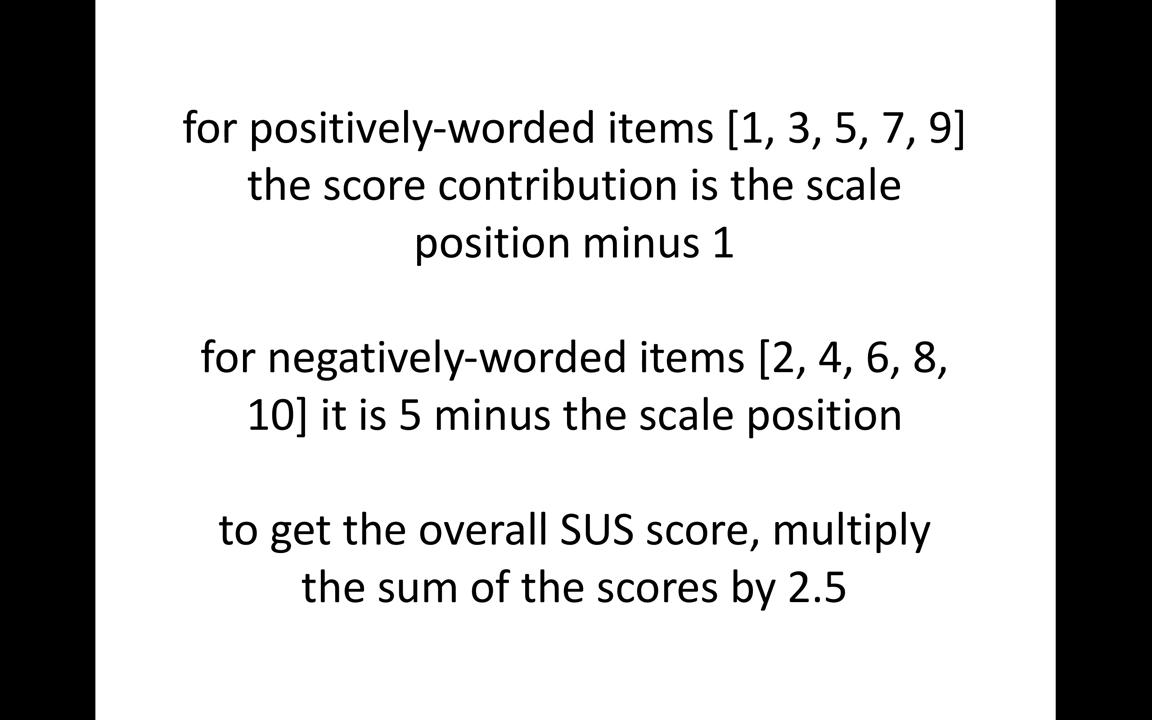 for positively-worded items [1, 3, 5, 7, 9]
the score contribution is the scale
position minus 1
for negatively-worded items [2, 4, 6, 8,
10] it is 5 minus the scale position
to get the overall SUS score, multiply
the sum of the scores by 2.5